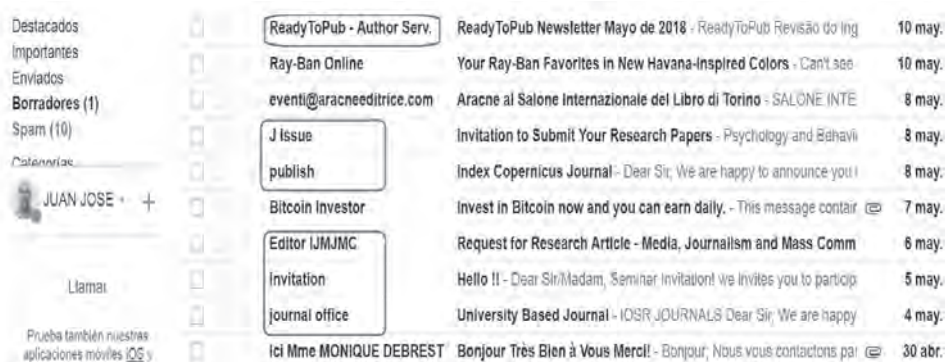 Destacados
Importantes
Enviados
Borradores (1)
Spam (10)
Categorías
JUAN JOSE
Llamar
Prueba también nuestras
aplicaciones móviles iOS y
ReadyToPub - Author Serv. ReadyToPub Newsletter Mayo de 2018 - ReadyToPub Revisão do Ing 10 may.
Ray-Ban Online Your Ray-Ban Favorites in New Havana-Inspired Colors - Can't see 10 may.
eventi@aracneeditrice.com Aracne al Salone Internazionale del Libro di Torino - SALONE INTE 8 may.
J Issue Invitation to Submit Your Research Papers - Psychology and Behavi 8 may.
publish Index Copernicus Journal - Dear Sir, We are happy to announce you 8 may.
Bitcoin Investor Invest in Bitcoin now and you can earn daily. - This message contair 7 may.
Editor IJMJMC Request for Research Article - Media, Journalism and Mass Comm 6 may.
Invitation Hello !! - Dear Sir/Madam, Seminar Invitation! we invites you to particip 5 may.
journal office University Based Journal - IOSR JOURNALS Dear Sir, We are happy 4 may.
ici Mme MONIQUE DEBREST Bonjour Très Bien à Vous Merci! - Bonjour, Nous vous contactons par 30 abr.